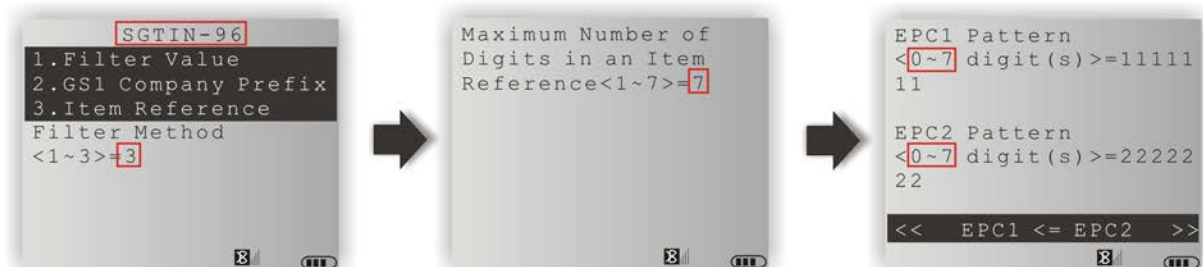 SGTIN-96
1.Filter Value
2.GS1 Company Prefix
3.Item Reference
Filter Method
<1~3>=3
Maximum Number of
Digits in an Item
Reference<1~7>=7
EPC1 Pattern
<0~7 digit(s)>=11111
11
EPC2 Pattern
<0~7 digit(s)>=22222
22
<< EPC1 <= EPC2 >>